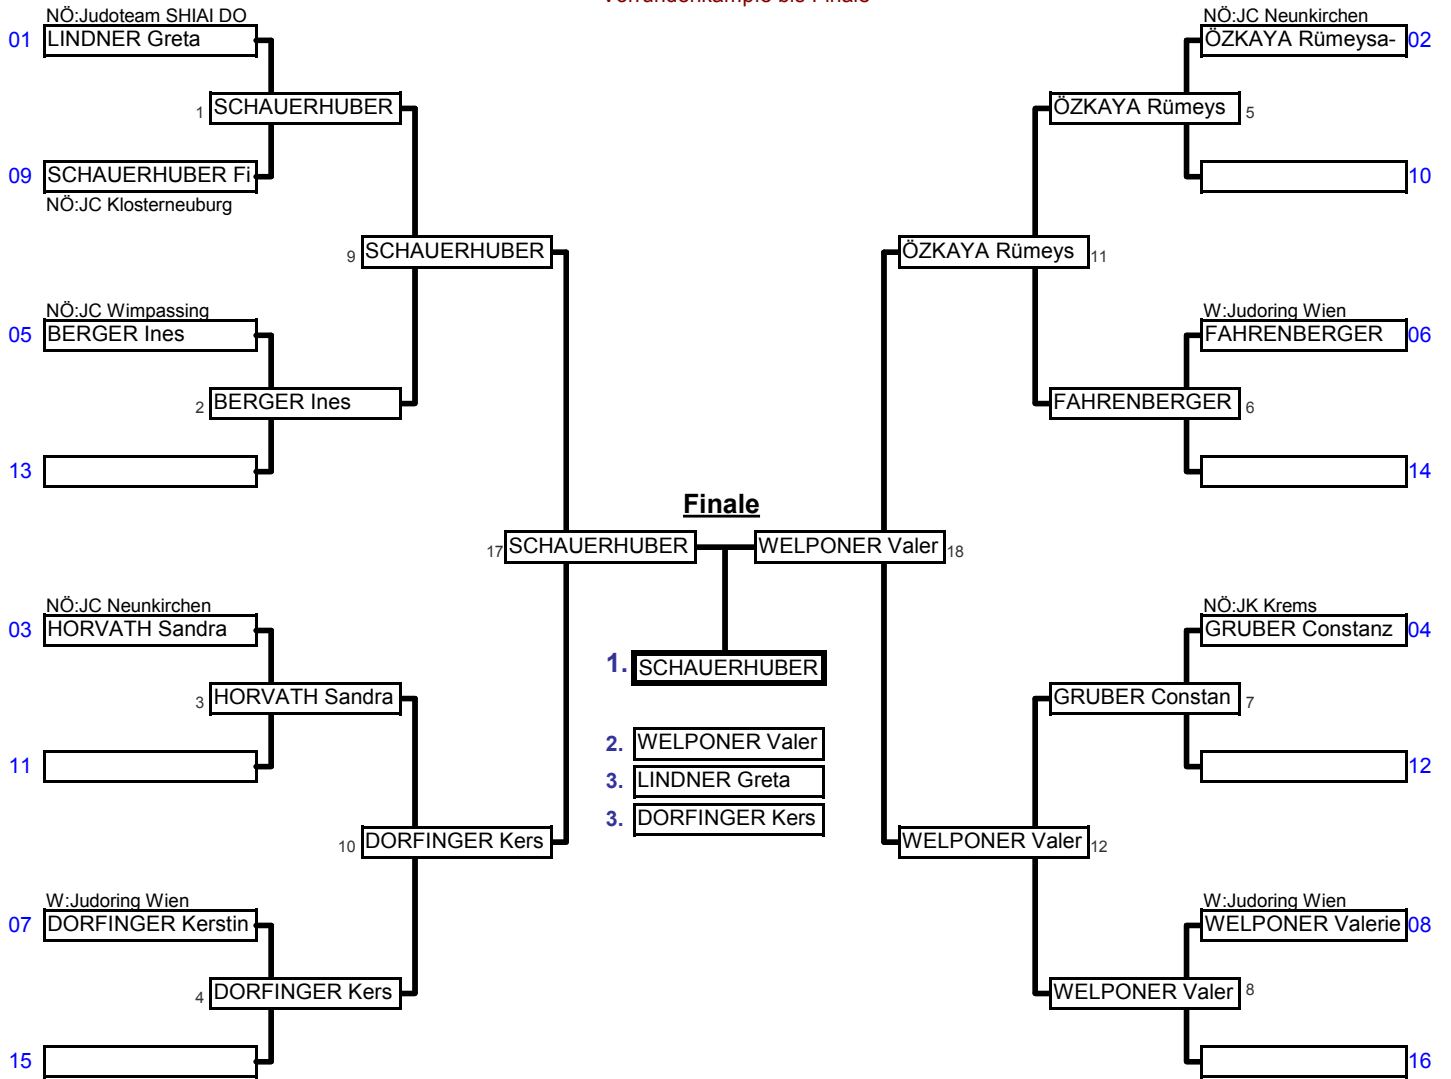 Vorrundenkämpfe bis Finale
NÖ:Judoteam SHIAI DO
01 LINDNER Greta
1 SCHAUERHUBER
09 SCHAUERHUBER Fi
NÖ:JC Klosterneuburg
9 SCHAUERHUBER
NÖ:JC Wimpassing
05 BERGER Ines
2 BERGER Ines
13
17 SCHAUERHUBER
NÖ:JC Neunkirchen
03 HORVATH Sandra
3 HORVATH Sandra
11
10 DORFINGER Kers
W:Judoring Wien
07 DORFINGER Kerstin
4 DORFINGER Kers
15
Finale
1. SCHAUERHUBER
2. WELPONER Valer
3. LINDNER Greta
3. DORFINGER Kers
NÖ:JC Neunkirchen
ÖZKAYA Rümeysa- 02
ÖZKAYA Rümeys 5
10
ÖZKAYA Rümeys 11
W:Judoring Wien
FAHRENBERGER 06
FAHRENBERGER 6
14
WELPONER Valer 18
NÖ:JK Krems
GRUBER Constanz 04
GRUBER Constan 7
12
WELPONER Valer 12
W:Judoring Wien
WELPONER Valerie 08
WELPONER Valer 8
16